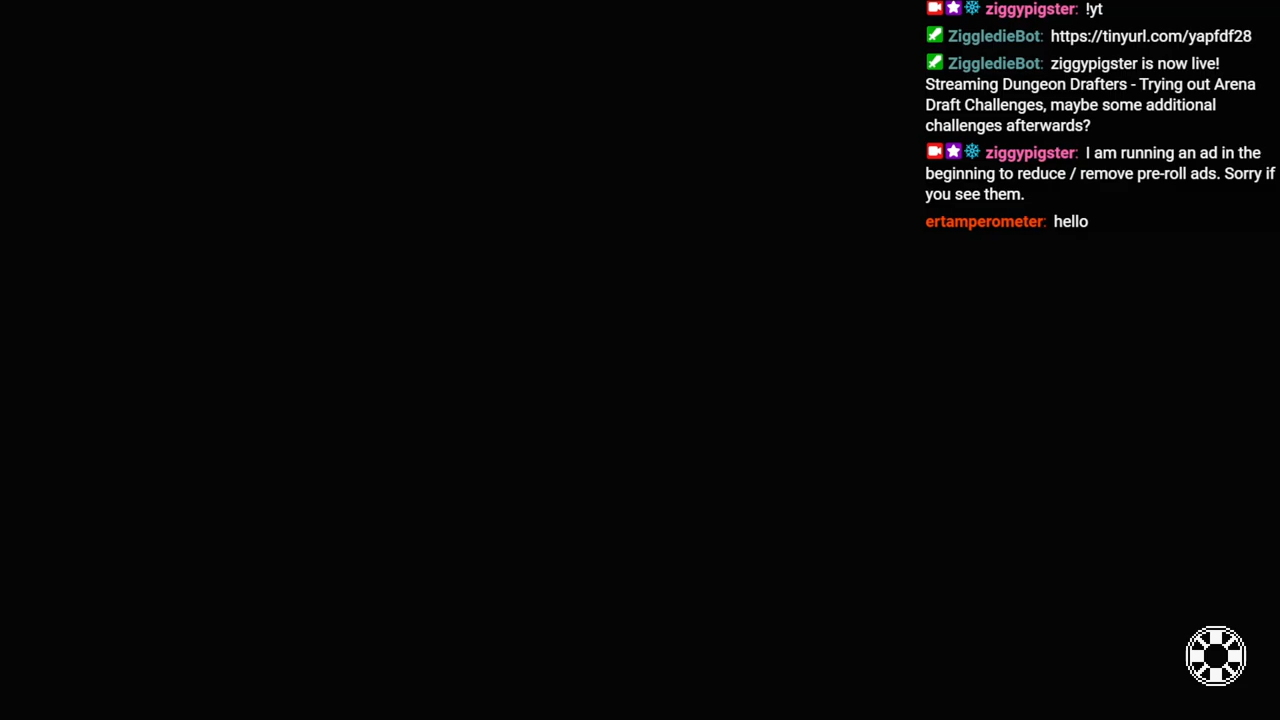 ziggypigster: !yt
ZiggledieBot: https://tinyurl.com/yapfdf28
ZiggledieBot: ziggypigster is now live!
Streaming Dungeon Drafters - Trying out Arena
Draft Challenges, maybe some additional
challenges afterwards?
ziggypigster: I am running an ad in the
beginning to reduce / remove pre-roll ads. Sorry if
you see them.
ertamperometer: hello